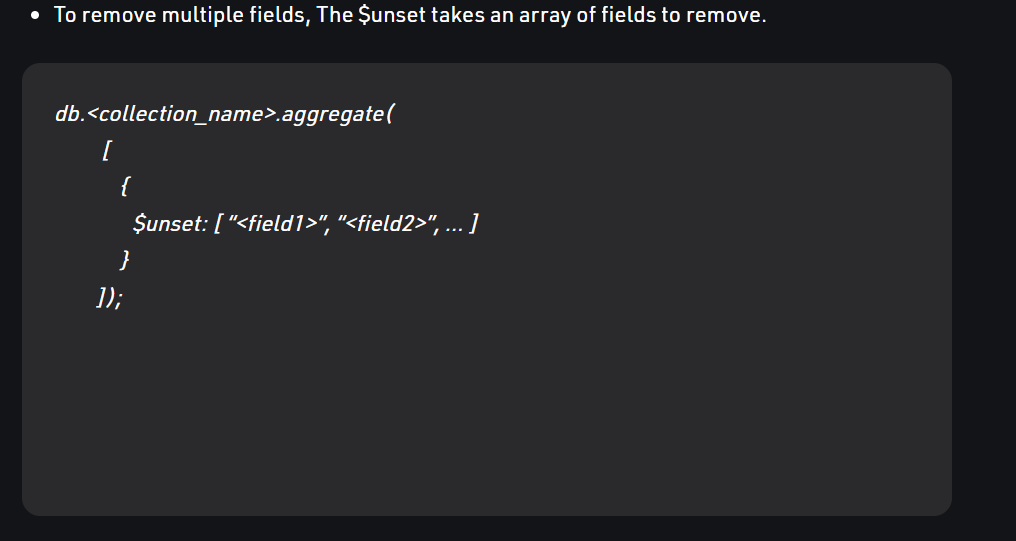 • To remove multiple fields, The $unset takes an array of fields to remove.
db.<collection_name>.aggregate(
[
{
$unset: [ “<field1>”, “<field2>”, ... ]
}
]);